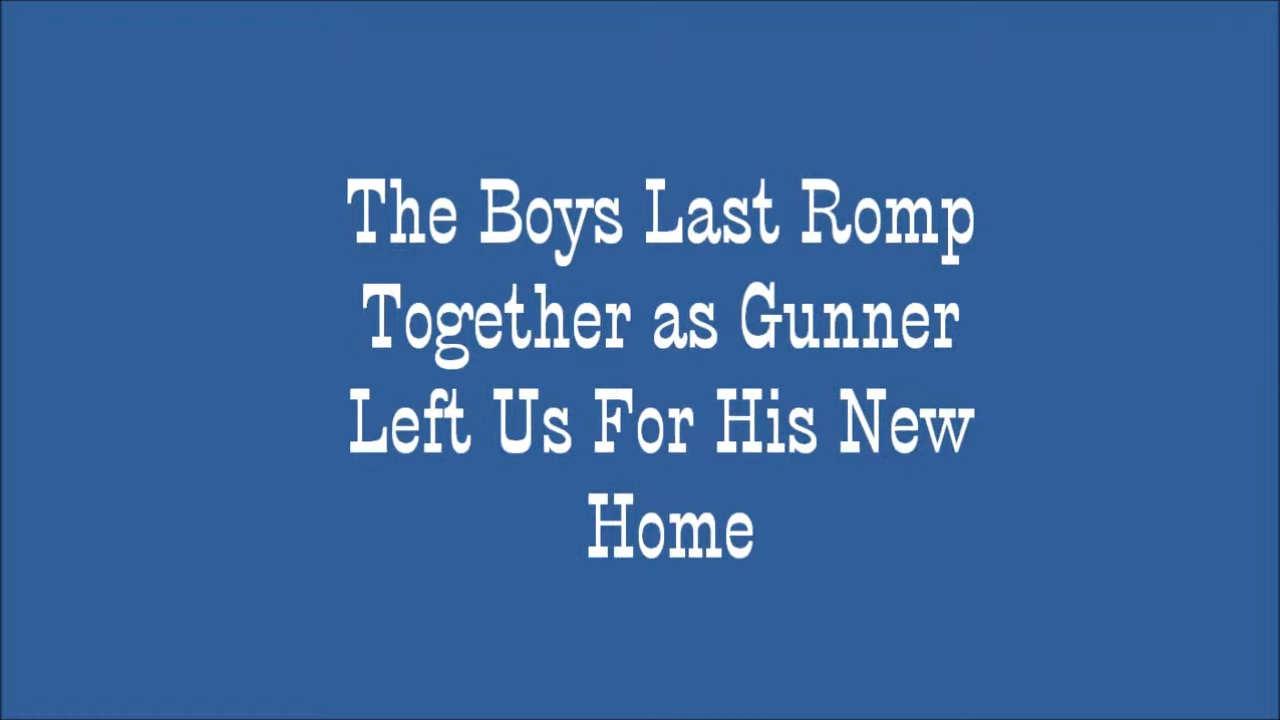 The Boys Last Romp
Together as Gunner
Left Us For His New
Home